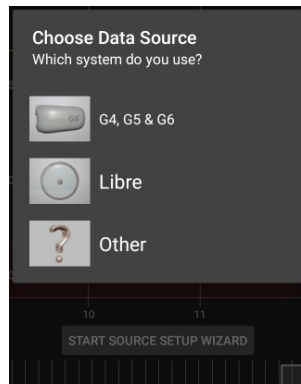 Choose Data Source
Which system do you use?
G4, G5 & G6
Libre
Other
10 11
START SOURCE SETUP WIZARD